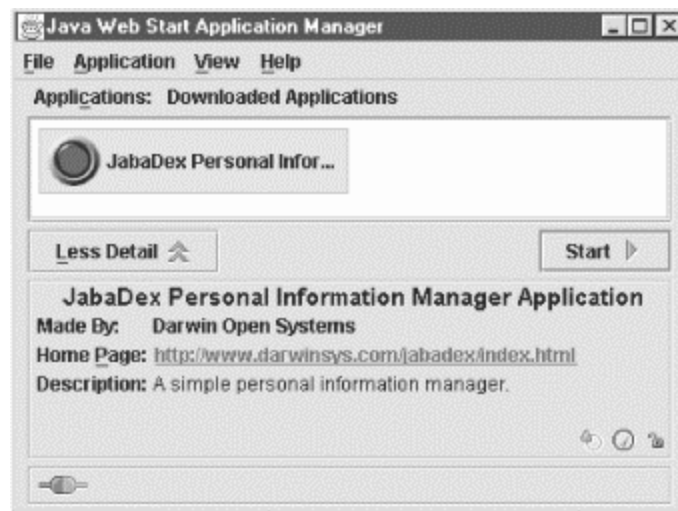 Java Web Start Application Manager
File Application View Help
Applications: Downloaded Applications
JabaDex Personal Infor...
Less Detail
Start
JabaDex Personal Information Manager Application
Made By: Darwin Open Systems
Home Page: http://www.darwinsys.com/jabadex/index.html
Description: A simple personal information manager.